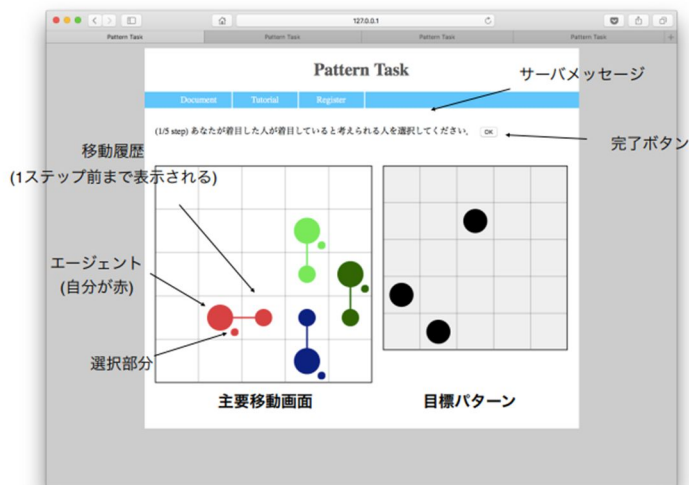 127.0.0.1
Pattern Task
Pattern Task
Pattern Task
Pattern Task
Pattern Task
サーバメッセージ
Document
Tutorial
Register
(1/5 step) あなたが着目した人が着目していると考えられる人を選択してください。
OK
完了ボタン
移動履歴
(1ステップ前まで表示される)
エージェント
(自分が赤)
選択部分
主要移動画面
目標パターン